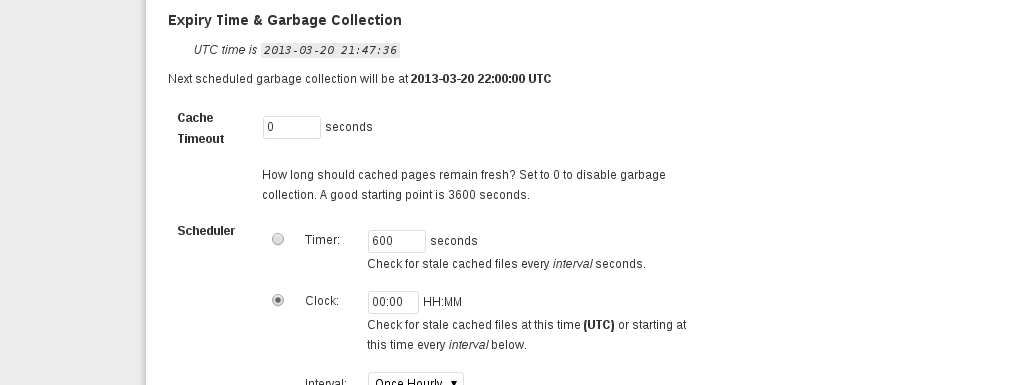 Expiry Time & Garbage Collection
UTC time is 2013-03-20 21:47:36
Next scheduled garbage collection will be at 2013-03-20 22:00:00 UTC
Cache
Timeout
0 seconds
How long should cached pages remain fresh? Set to 0 to disable garbage
collection. A good starting point is 3600 seconds.
Scheduler
Timer: 600 seconds
Check for stale cached files every interval seconds.
Clock: 00:00 HH:MM
Check for stale cached files at this time (UTC) or starting at
this time every interval below.
Interval: Once Hourly